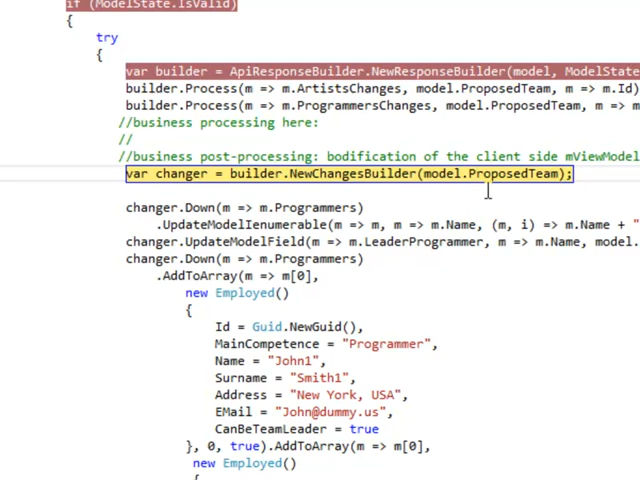 if (ModelState.IsValid)
{
try
{
var builder = ApiResponseBuilder.NewResponseBuilder(model, ModelState
builder.Process(m => m.ArtistsChanges, model.ProposedTeam, m => m.Id)
builder.Process(m => m.ProgrammersChanges, model.ProposedTeam, m => m
//business processing here:
//
//business post-processing: bodification of the client side mViewModel
var changer = builder.NewChangesBuilder(model.ProposedTeam);
changer.Down(m => m.Programmers)
.UpdateModelIenumerable(m => m, m => m.Name, (m, i) => m.Name + "
changer.UpdateModelField(m => m.LeaderProgrammer, m => m.Name, model.
changer.Down(m => m.Programmers)
.AddToArray(m => m[0],
new Employed()
{
Id = Guid.NewGuid(),
MainCompetence = "Programmer",
Name = "John1",
Surname = "Smith1",
Address = "New York, USA",
EMail = "John@dummy.us",
CanBeTeamLeader = true
}, 0, true).AddToArray(m => m[0],
new Employed()
{